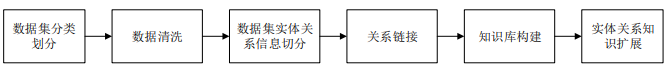 数据集分类
划分
数据清洗
数据集实体关
系信息切分
关系链接
知识库构建
实体关系知
识扩展